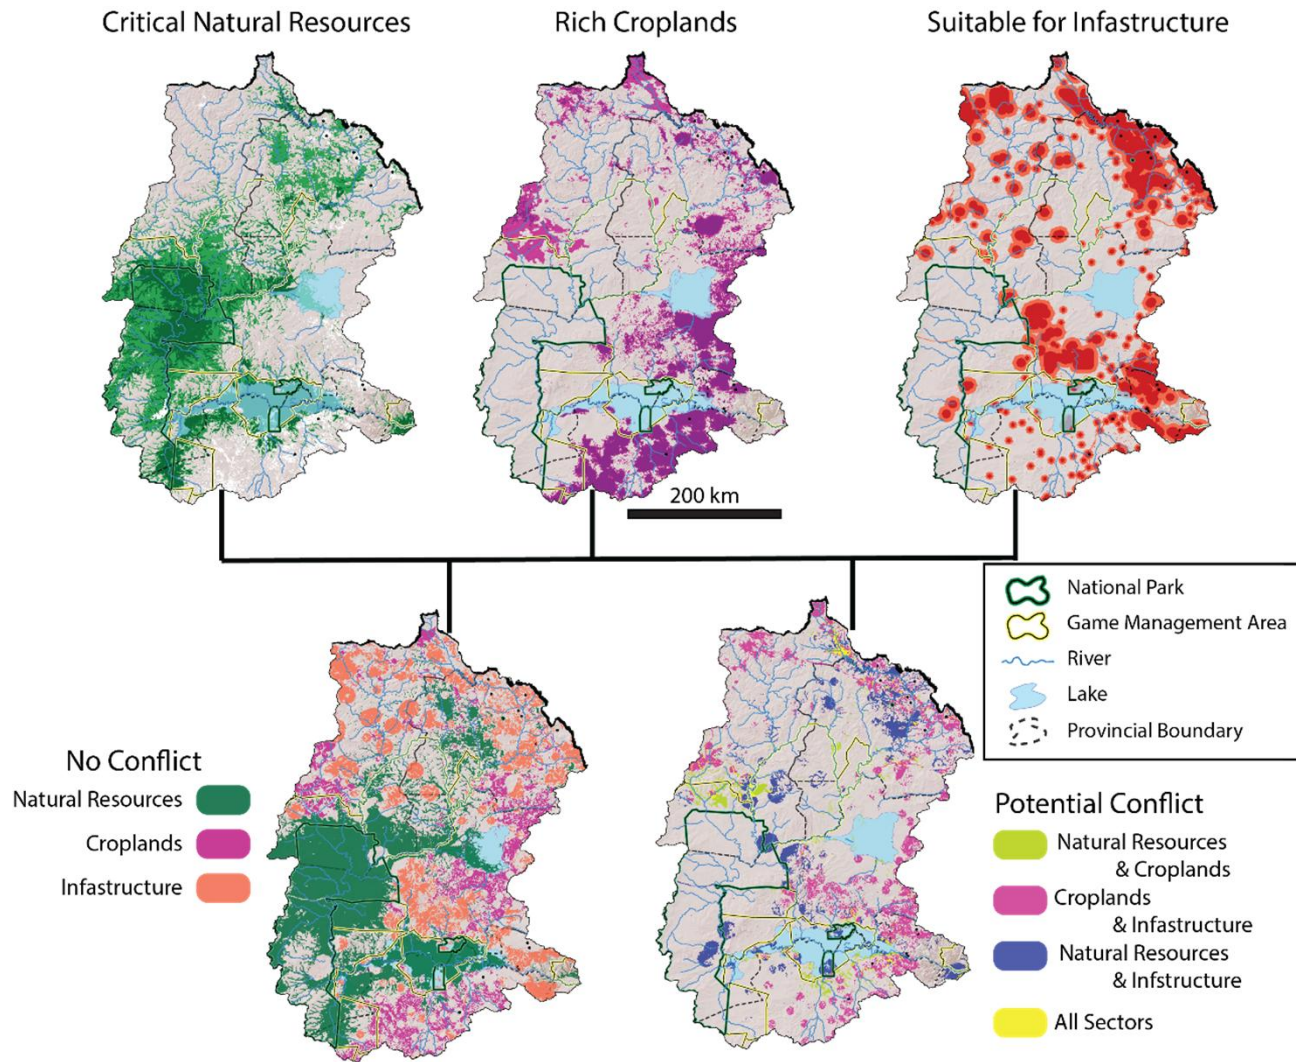 Critical Natural Resources
Rich Croplands
Suitable for Infastructure
200 km
National Park
Game Management Area
River
Lake
Provincial Boundary
No Conflict
Natural Resources
Croplands
Infastructure
Potential Conflict
Natural Resources
& Croplands
Croplands
& Infastructure
Natural Resources
& Infstructure
All Sectors